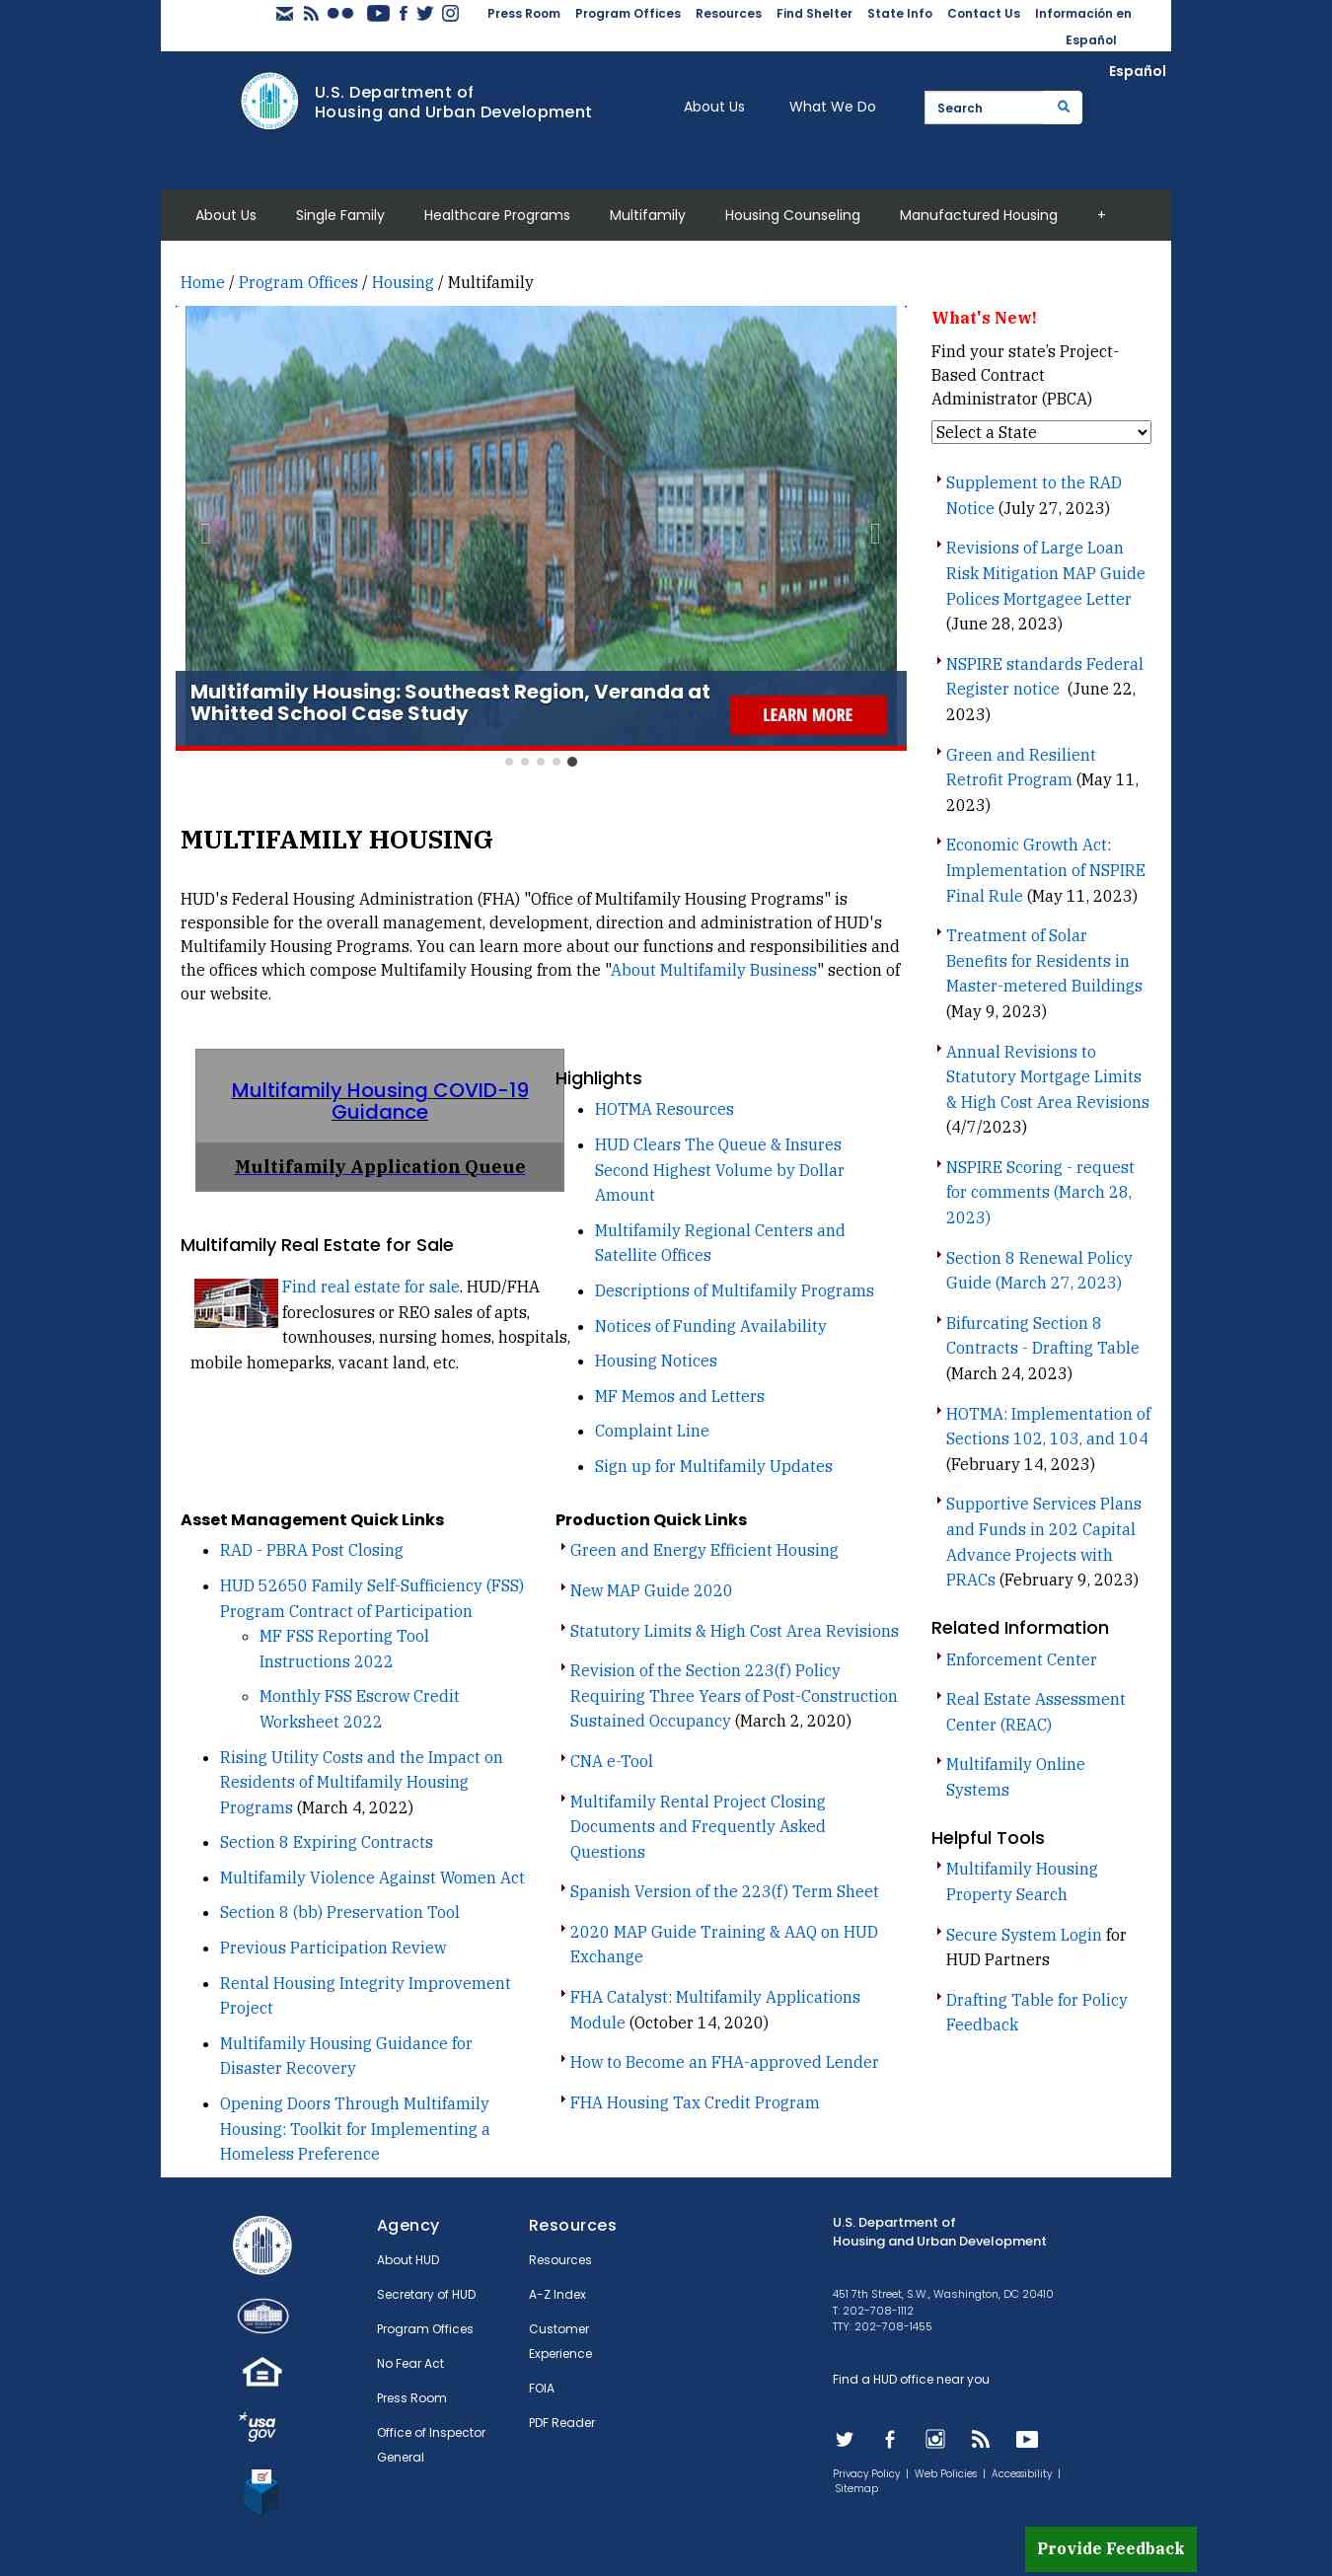 Press Room Program Offices Resources Find Shelter State Info Contact Us Información en
Español
Español
U.S. Department of
Housing and Urban Development
About Us What We Do
Search
About Us Single Family Healthcare Programs Multifamily Housing Counseling Manufactured Housing +
Home / Program Offices / Housing / Multifamily
Multifamily Housing: Southeast Region, Veranda at
Whitted School Case Study
LEARN MORE
MULTIFAMILY HOUSING
HUD's Federal Housing Administration (FHA) "Office of Multifamily Housing Programs" is
responsible for the overall management, development, direction and administration of HUD's
Multifamily Housing Programs. You can learn more about our functions and responsibilities and
the offices which compose Multifamily Housing from the "About Multifamily Business" section of
our website.
Multifamily Housing COVID-19
Guidance
Multifamily Application Queue
Multifamily Real Estate for Sale
Find real estate for sale. HUD/FHA
foreclosures or REO sales of apts,
townhouses, nursing homes, hospitals,
mobile homeparks, vacant land, etc.
Highlights
HOTMA Resources
HUD Clears The Queue & Insures
Second Highest Volume by Dollar
Amount
Multifamily Regional Centers and
Satellite Offices
Descriptions of Multifamily Programs
Notices of Funding Availability
Housing Notices
MF Memos and Letters
Complaint Line
Sign up for Multifamily Updates
Asset Management Quick Links
RAD - PBRA Post Closing
HUD 52650 Family Self-Sufficiency (FSS)
Program Contract of Participation
MF FSS Reporting Tool
Instructions 2022
Monthly FSS Escrow Credit
Worksheet 2022
Rising Utility Costs and the Impact on
Residents of Multifamily Housing
Programs (March 4, 2022)
Section 8 Expiring Contracts
Multifamily Violence Against Women Act
Section 8 (bb) Preservation Tool
Previous Participation Review
Rental Housing Integrity Improvement
Project
Multifamily Housing Guidance for
Disaster Recovery
Opening Doors Through Multifamily
Housing: Toolkit for Implementing a
Homeless Preference
Production Quick Links
Green and Energy Efficient Housing
New MAP Guide 2020
Statutory Limits & High Cost Area Revisions
Revision of the Section 223(f) Policy
Requiring Three Years of Post-Construction
Sustained Occupancy (March 2, 2020)
CNA e-Tool
Multifamily Rental Project Closing
Documents and Frequently Asked
Questions
Spanish Version of the 223(f) Term Sheet
2020 MAP Guide Training & AAQ on HUD
Exchange
FHA Catalyst: Multifamily Applications
Module (October 14, 2020)
How to Become an FHA-approved Lender
FHA Housing Tax Credit Program
What's New!
Find your state's Project-
Based Contract
Administrator (PBCA)
Select a State
Supplement to the RAD
Notice (July 27, 2023)
Revisions of Large Loan
Risk Mitigation MAP Guide
Polices Mortgagee Letter
(June 28, 2023)
NSPIRE standards Federal
Register notice (June 22,
2023)
Green and Resilient
Retrofit Program (May 11,
2023)
Economic Growth Act:
Implementation of NSPIRE
Final Rule (May 11, 2023)
Treatment of Solar
Benefits for Residents in
Master-metered Buildings
(May 9, 2023)
Annual Revisions to
Statutory Mortgage Limits
& High Cost Area Revisions
(4/7/2023)
NSPIRE Scoring - request
for comments (March 28,
2023)
Section 8 Renewal Policy
Guide (March 27, 2023)
Bifurcating Section 8
Contracts - Drafting Table
(March 24, 2023)
HOTMA: Implementation of
Sections 102, 103, and 104
(February 14, 2023)
Supportive Services Plans
and Funds in 202 Capital
Advance Projects with
PRACs (February 9, 2023)
Related Information
Enforcement Center
Real Estate Assessment
Center (REAC)
Multifamily Online
Systems
Helpful Tools
Multifamily Housing
Property Search
Secure System Login for
HUD Partners
Drafting Table for Policy
Feedback
usa
gov
Agency
About HUD
Secretary of HUD
Program Offices
No Fear Act
Press Room
Office of Inspector
General
Resources
Resources
A-Z Index
Customer
Experience
FOIA
PDF Reader
U.S. Department of
Housing and Urban Development
451 7th Street, S.W., Washington, DC 20410
T: 202-708-1112
TTY: 202-708-1455
Find a HUD office near you
Privacy Policy | Web Policies | Accessibility |
Sitemap
Provide Feedback